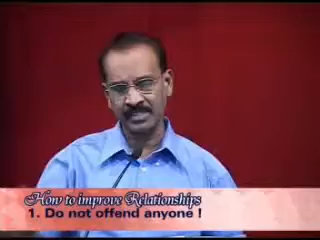 How to improve Relationships
1. Do not offend anyone !